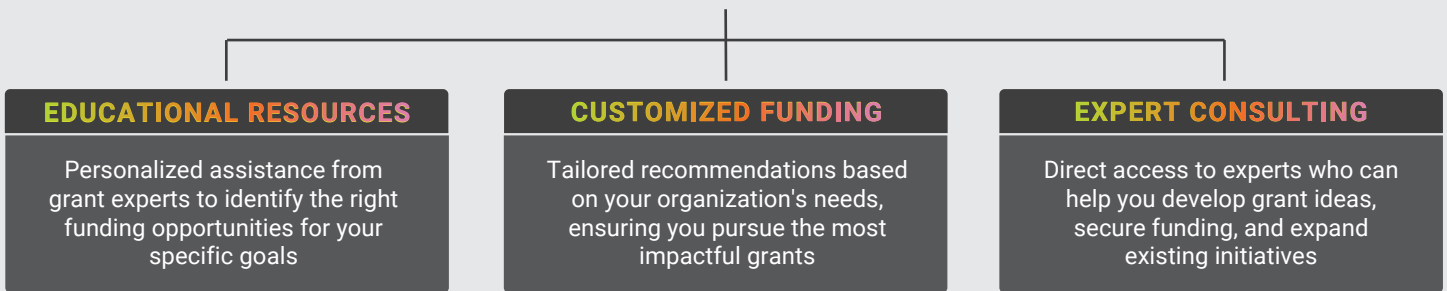 EDUCATIONAL RESOURCES
Personalized assistance from
grant experts to identify the right
funding opportunities for your
specific goals
CUSTOMIZED FUNDING
Tailored recommendations based
on your organization's needs,
ensuring you pursue the most
impactful grants
EXPERT CONSULTING
Direct access to experts who can
help you develop grant ideas,
secure funding, and expand
existing initiatives